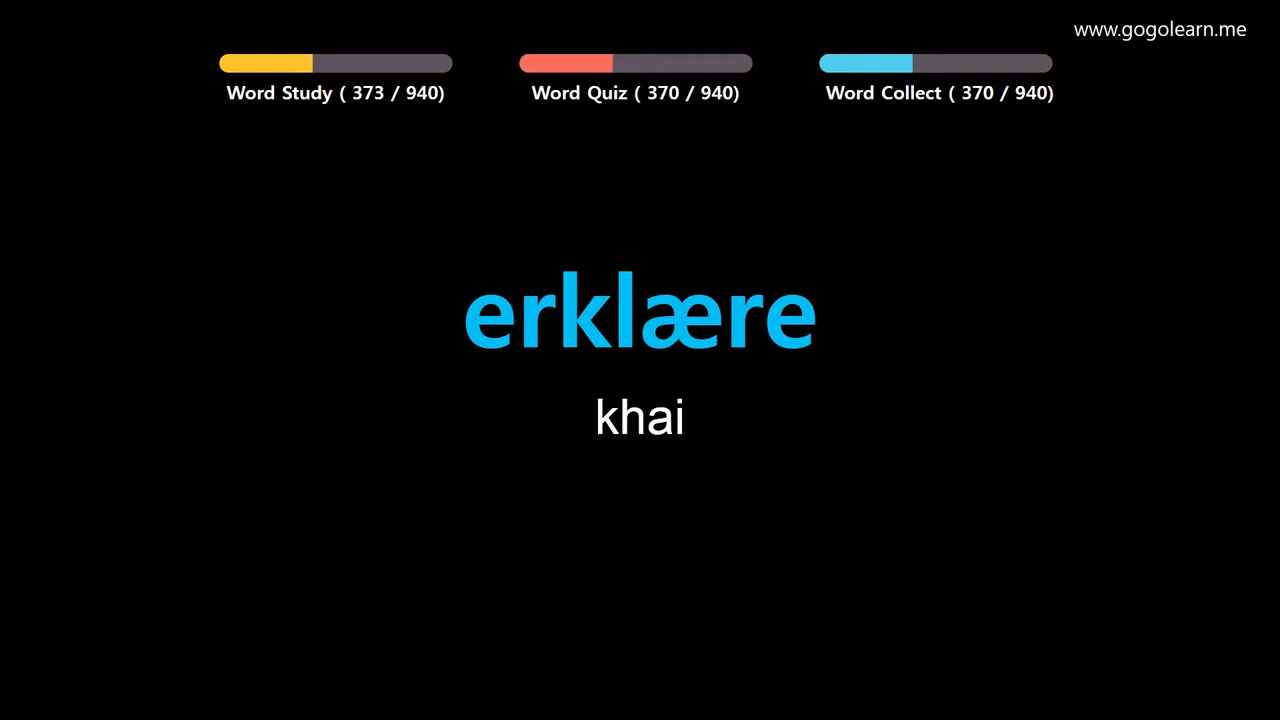 www.gogolearn.me
Word Study ( 373 / 940)
Word Quiz ( 370 / 940)
Word Collect ( 370 / 940)
erklære
khai